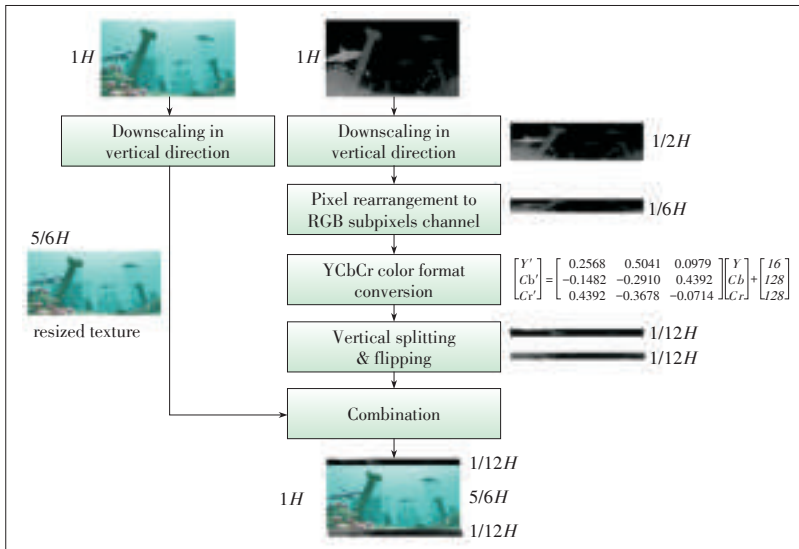 1H
1H
Downscaling in
vertical direction
Downscaling in
vertical direction
1/2H
Pixel rearrangement to
RGB subpixels channel
1/6H
5/6H
resized texture
YCbCr color format
conversion
[Y′ Cb′ Cr′] = [0.2568 0.5041 0.0979
−0.1482 −0.2910 0.4392
0.4392 −0.3678 −0.0714] [Y Cb Cr] + [16 128 128]
Vertical splitting
& flipping
1/12H
1/12H
Combination
1H
1/12H
5/6H
1/12H